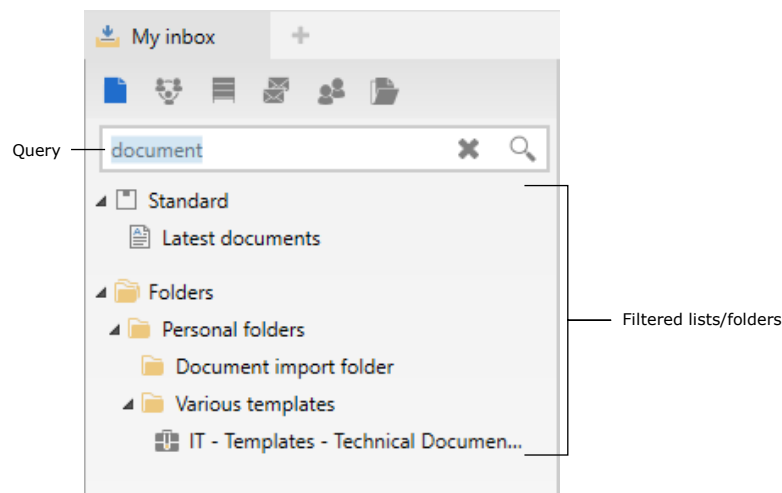 My inbox
Query
document
Standard
Latest documents
Folders
Personal folders
Filtered lists/folders
Document import folder
Various templates
IT - Templates - Technical Documen...